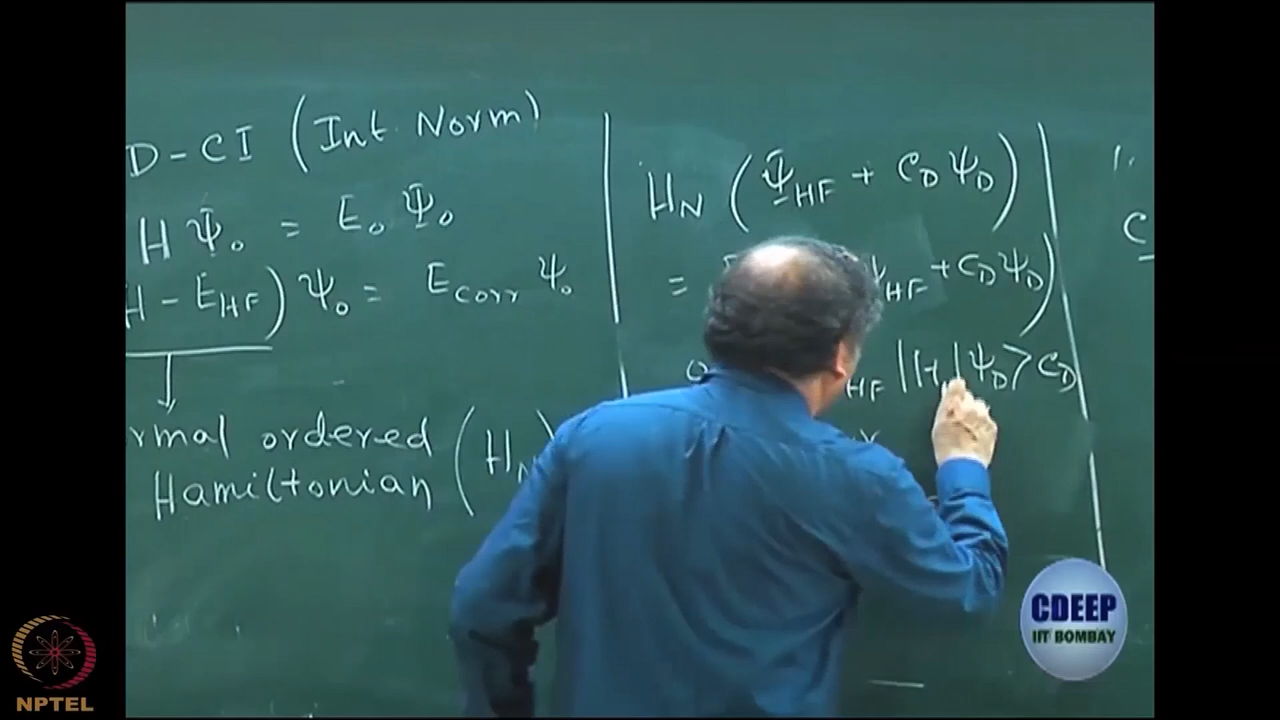 D-CI (Int. Norm)
H Ψ₀ = E₀ Ψ₀
H - E_HF) Ψ₀ = E_corr Ψ₀
rmal ordered
Hamiltonian (H_N
H_N (Ψ_HF + C_D Ψ_D)
= Ψ_HF + C_D Ψ_D)
HF |H| Ψ_D> C_D
C
CDEEP
IIT BOMBAY
NPTEL